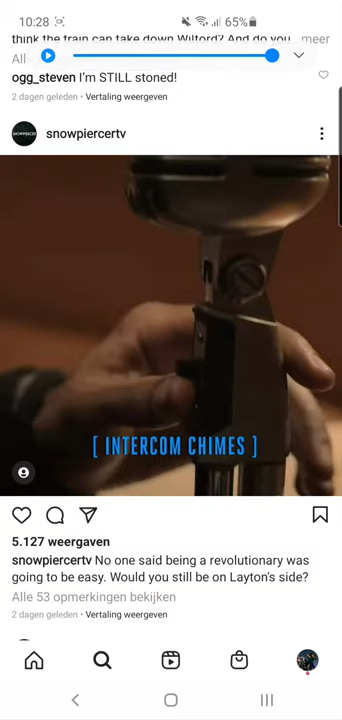 10:28 65%
think the train can take down Wilford? And do you meer
All
ogg_steven I'm STILL stoned!
2 dagen geleden • Vertaling weergeven
SNOWPIERCER
snowpiercertv
[ INTERCOM CHIMES ]
5.127 weergaven
snowpiercertv No one said being a revolutionary was
going to be easy. Would you still be on Layton's side?
Alle 53 opmerkingen bekijken
2 dagen geleden • Vertaling weergeven